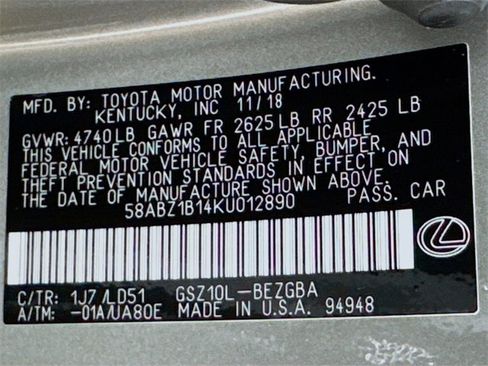 MFD. BY: TOYOTA MOTOR MANUFACTURING.
KENTUCKY, INC 11/18
GVWR: 4740LB GAWR FR 2625 LB RR 2425 LB
THIS VEHICLE CONFORMS TO ALL APPLICABLE
FEDERAL MOTOR VEHICLE SAFETY, BUMPER, AND
THEFT PREVENTION STANDARDS IN EFFECT ON
THE DATE OF MANUFACTURE SHOWN ABOVE.
58ABZ1B14KU012890 PASS. CAR
C/TR: 1J7 /LD51 GSZ10L-BEZGBA
A/TM: -01A/UA80E MADE IN U.S.A. 94948